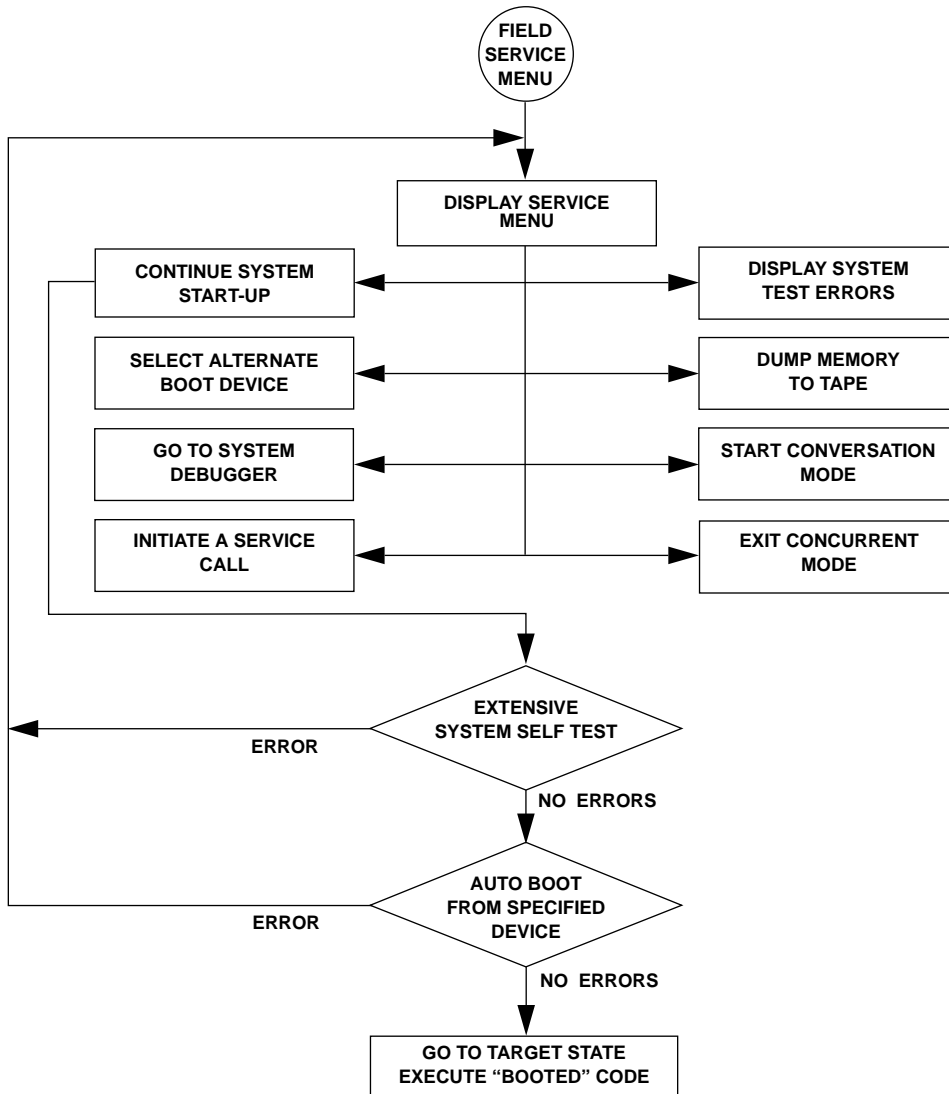 FIELD
SERVICE
MENU
DISPLAY SERVICE
MENU
CONTINUE SYSTEM
START-UP
DISPLAY SYSTEM
TEST ERRORS
SELECT ALTERNATE
BOOT DEVICE
DUMP MEMORY
TO TAPE
GO TO SYSTEM
DEBUGGER
START CONVERSATION
MODE
INITIATE A SERVICE
CALL
EXIT CONCURRENT
MODE
EXTENSIVE
SYSTEM SELF TEST
ERROR
NO ERRORS
AUTO BOOT
FROM SPECIFIED
DEVICE
ERROR
NO ERRORS
GO TO TARGET STATE
EXECUTE “BOOTED” CODE